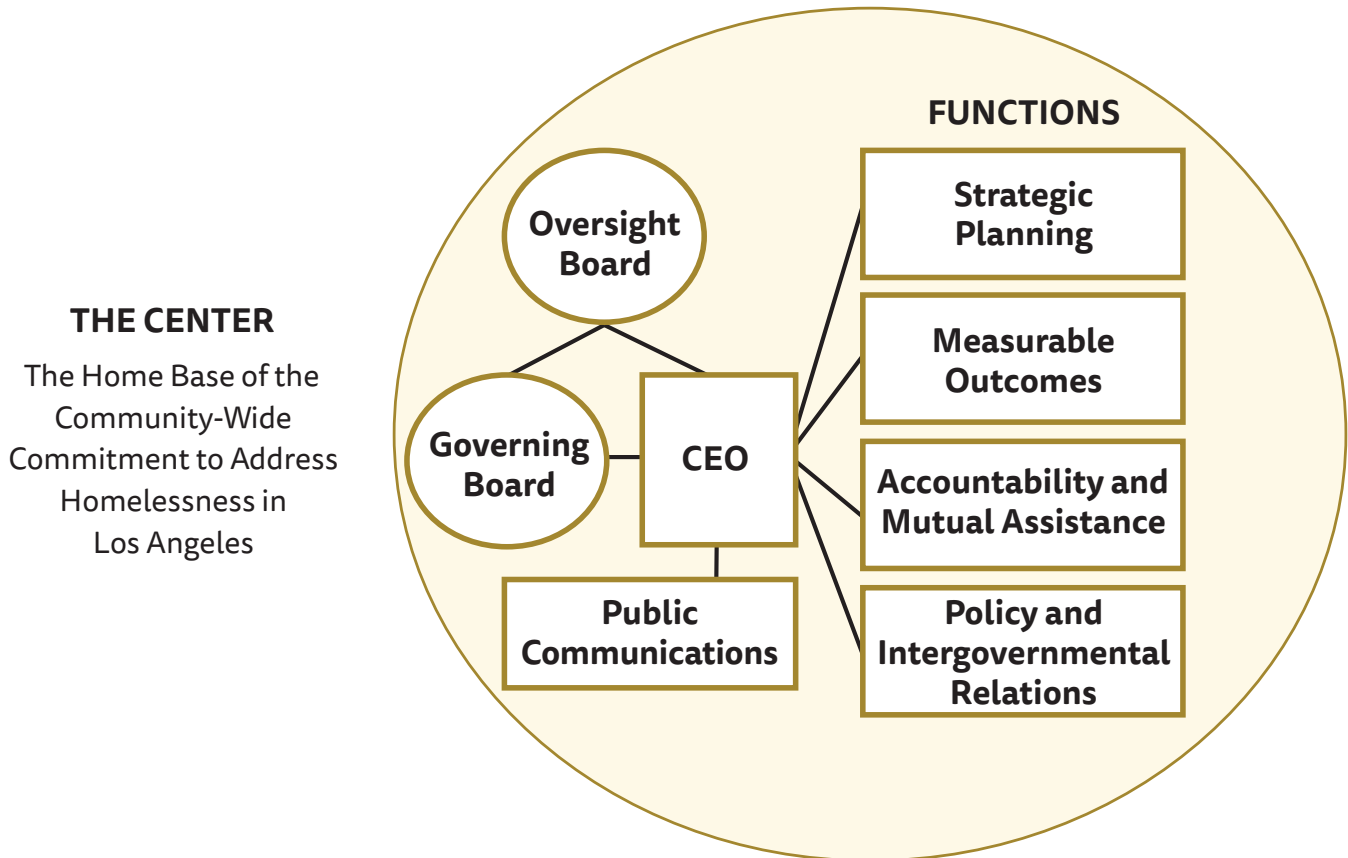 THE CENTER
The Home Base of the
Community-Wide
Commitment to Address
Homelessness in
Los Angeles
Oversight
Board
Governing
Board
CEO
Public
Communications
FUNCTIONS
Strategic
Planning
Measurable
Outcomes
Accountability and
Mutual Assistance
Policy and
Intergovernmental
Relations